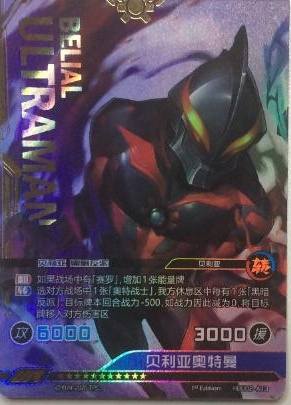 BELIAL
ULTRAMAN
贝利亚
如果战场中有「赛罗」,增加1张能量牌
选对方战场中1张「奥特战士」,我方休息区中每有1张「黑暗
反派」,目标牌本回合战力-500,如战力因此减为0,将目标
牌移入对方伤害区
攻 6000
3000 援
贝利亚奥特曼
1st Edition